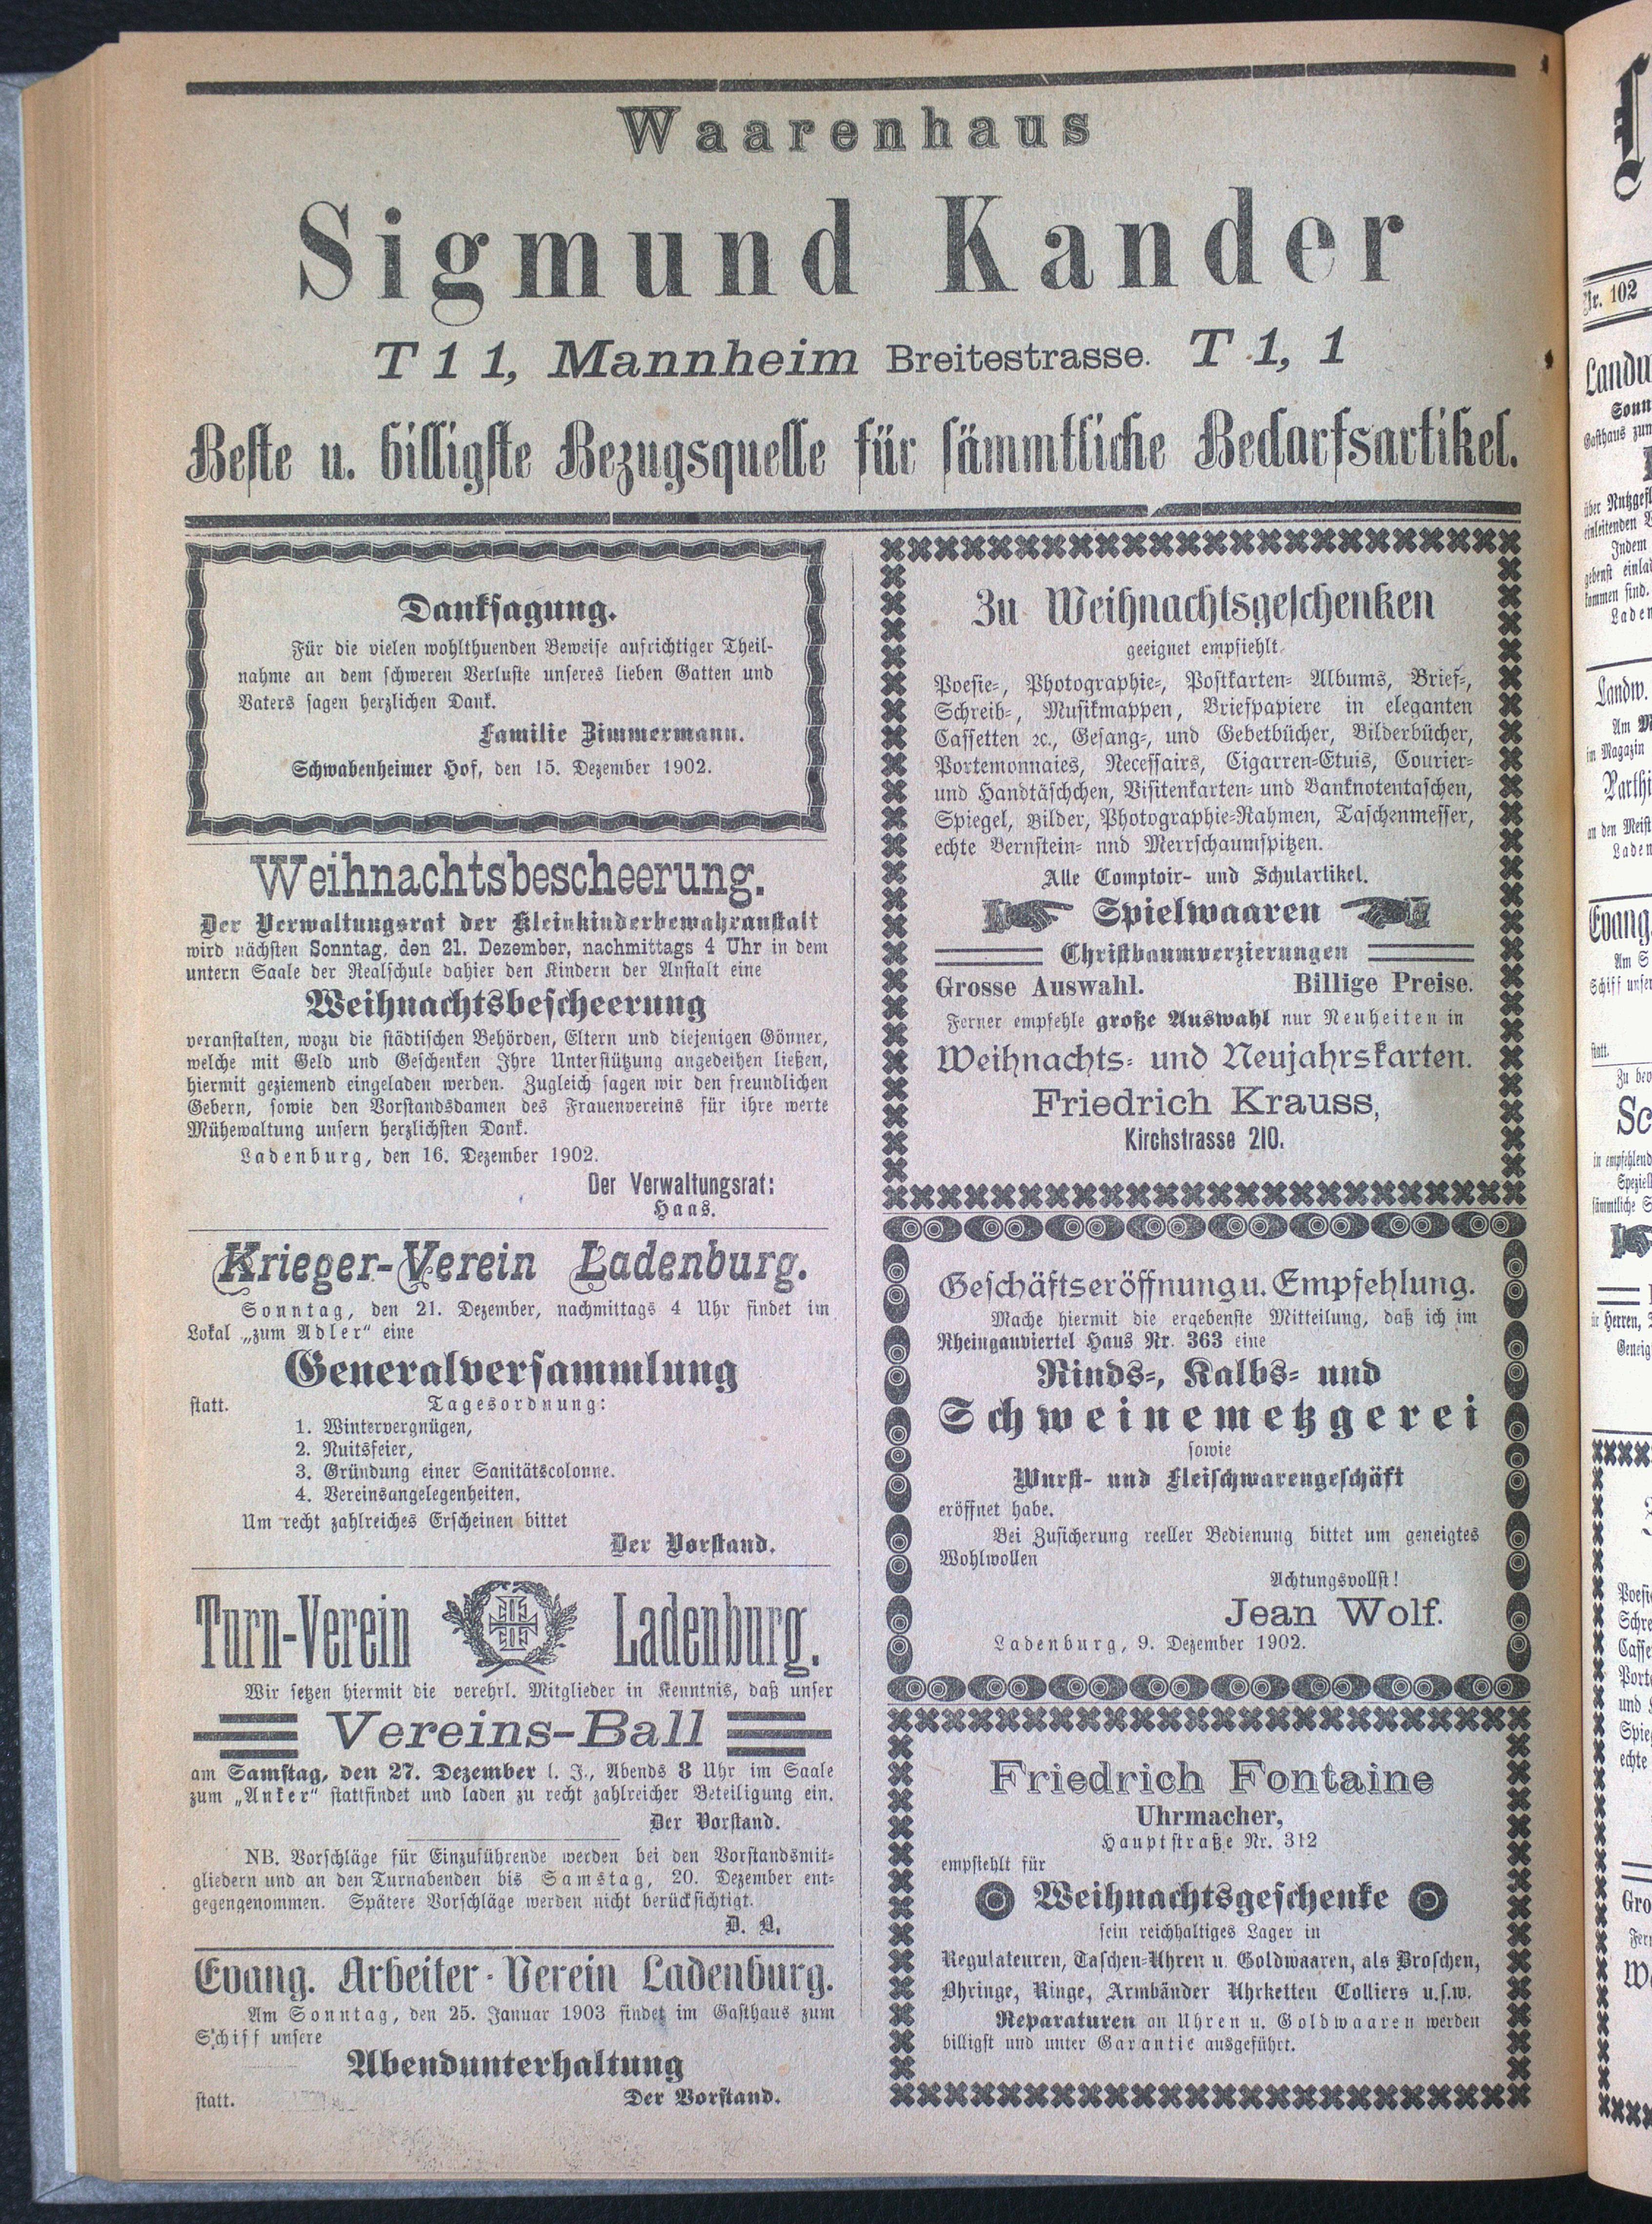 Waarenhaus
Sigmund Kander
T 1 1, Mannheim Breitestrasse. T 1, 1
Beste u. billigste Bezugsquelle für sämmtliche Bedarfsartikel.
Danksagung.
Für die vielen wohlthuenden Beweise aufrichtiger Theil-
nahme an dem schweren Verluste unseres lieben Gatten und
Vaters sagen herzlichen Dank.
Familie Zimmermann.
Schwabenheimer Hof, den 15. Dezember 1902.
Weihnachtsbescheerung.
Der Verwaltungsrat der Kleinkinderbewahranstalt
wird nächsten Sonntag, den 21. Dezember, nachmittags 4 Uhr in dem
untern Saale der Realschule dahier den Kindern der Anstalt eine
Weihnachtsbescheerung
veranstalten, wozu die städtischen Behörden, Eltern und diejenigen Gönner,
welche mit Geld und Geschenken Ihre Unterstützung angedeihen ließen,
hiermit geziemend eingeladen werden. Zugleich sagen wir den freundlichen
Gebern, sowie den Vorstandsdamen des Frauenvereins für ihre werte
Mühewaltung unsern herzlichsten Dank.
Ladenburg, den 16. Dezember 1902.
Der Verwaltungsrat:
Haas.
Krieger-Verein Ladenburg.
Sonntag, den 21. Dezember, nachmittags 4 Uhr findet im
Lokal „zum Adler“ eine
Generalversammlung
statt. Tagesordnung:
1. Wintervergnügen,
2. Nuitsfeier,
3. Gründung einer Sanitätscolonne.
4. Vereinsangelegenheiten,
Um recht zahlreiches Erscheinen bittet
Der Vorstand.
Turn-Verein Ladenburg.
Wir setzen hiermit die verehrl. Mitglieder in Kenntnis, daß unser
Vereins-Ball
am Samstag, den 27. Dezember l. J., Abends 8 Uhr im Saale
zum „Anker“ stattfindet und laden zu recht zahlreicher Beteiligung ein.
Der Vorstand.
NB. Vorschläge für Einzuführende werden bei den Vorstandsmit-
gliedern und an den Turnabenden bis Samstag, 20. Dezember ent-
gegengenommen. Spätere Vorschläge werden nicht berücksichtigt.
D. O.
Evang. Arbeiter-Verein Ladenburg.
Am Sonntag, den 25. Januar 1903 findet im Gasthaus zum
Schiff unsere
Abendunterhaltung
statt. Der Vorstand.
Zu Weihnachtsgeschenken
geeignet empfiehlt
Poesie-, Photographie-, Postkarten- Albums, Brief-,
Schreib-, Musikmappen, Briefpapiere in eleganten
Cassetten ꝛc., Gesang-, und Gebetbücher, Bilderbücher,
Portemonnaies, Necessairs, Cigarren-Etuis, Courier-
und Handtäschchen, Visitenkarten- und Banknotentaschen,
Spiegel, Bilder, Photographie-Rahmen, Taschenmesser,
echte Bernstein- nnd Merrschaumspitzen.
Alle Comptoir- und Schulartikel.
Spielwaaren
Christbaumverzierungen
Grosse Auswahl. Billige Preise.
Ferner empfehle große Auswahl nur Neuheiten in
Weihnachts- und Neujahrskarten.
Friedrich Krauss,
Kirchstrasse 210.
Geschäftseröffnung u. Empfehlung.
Mache hiermit die ergebenste Mitteilung, daß ich im
Rheingauviertel Haus Nr. 363 eine
Rinds-, Kalbs- und
Schweinemetzgerei
sowie
Wurst- und Fleischwarengeschäft
eröffnet habe.
Bei Zusicherung reeller Bedienung bittet um geneigtes
Wohlwollen
Achtungsvollst!
Jean Wolf.
Ladenburg, 9. Dezember 1902.
Friedrich Fontaine
Uhrmacher,
Hauptstraße Nr. 312
empfiehlt für
Weihnachtsgeschenke
sein reichhaltiges Lager in
Regulateuren, Taschen-Uhren u. Goldwaaren, als Broschen,
Ohringe, Ringe, Armbänder Uhrketten Colliers u.s.w.
Reparaturen an Uhren u. Goldwaaren werden
billigst und unter Garantie ausgeführt.
Nr. 102